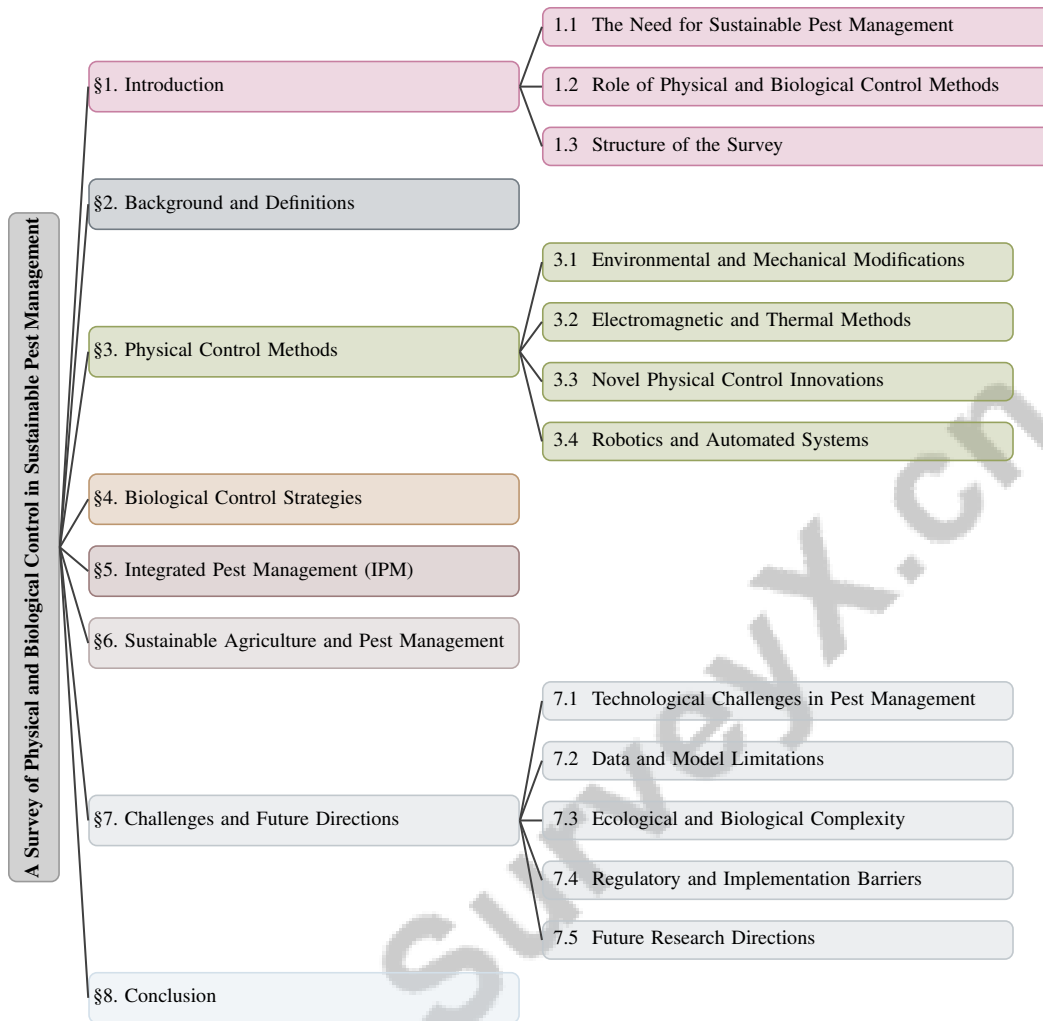 A Survey of Physical and Biological Control in Sustainable Pest Management
§1. Introduction
1.1 The Need for Sustainable Pest Management
1.2 Role of Physical and Biological Control Methods
1.3 Structure of the Survey
§2. Background and Definitions
§3. Physical Control Methods
3.1 Environmental and Mechanical Modifications
3.2 Electromagnetic and Thermal Methods
3.3 Novel Physical Control Innovations
3.4 Robotics and Automated Systems
§4. Biological Control Strategies
§5. Integrated Pest Management (IPM)
§6. Sustainable Agriculture and Pest Management
§7. Challenges and Future Directions
7.1 Technological Challenges in Pest Management
7.2 Data and Model Limitations
7.3 Ecological and Biological Complexity
7.4 Regulatory and Implementation Barriers
7.5 Future Research Directions
§8. Conclusion
SurveyX.cn